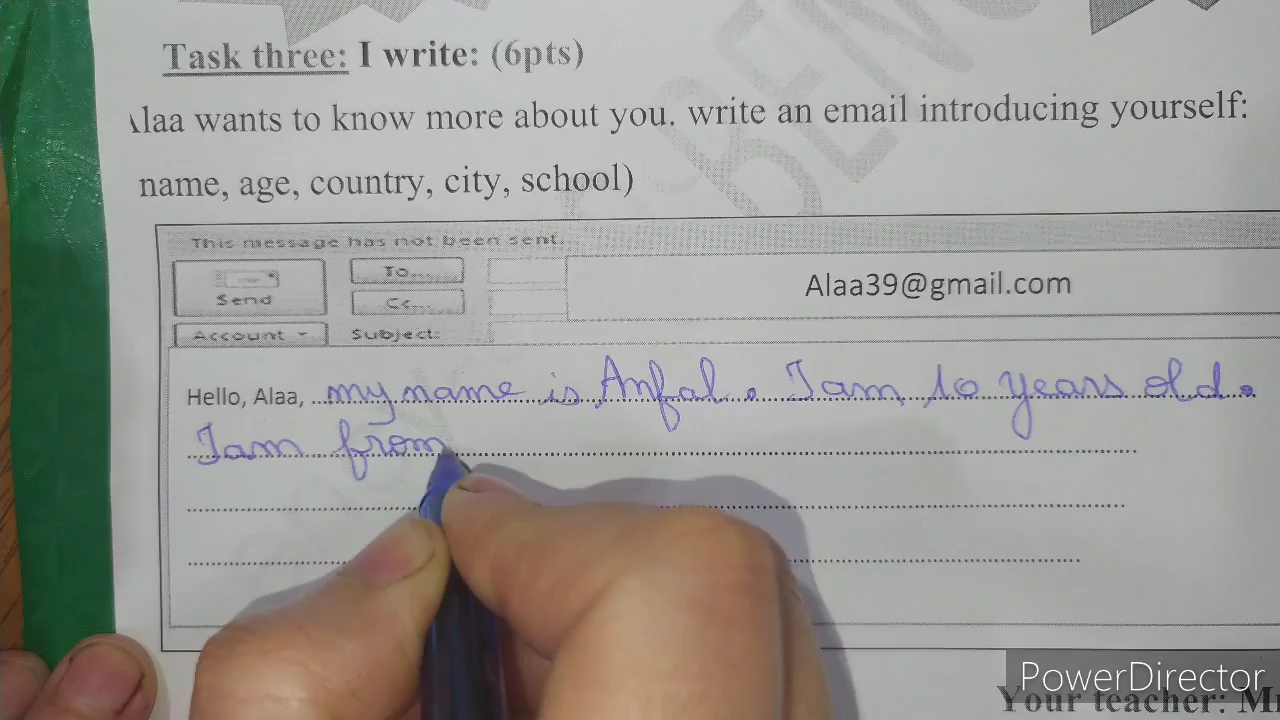 Task three: I write: (6pts)
laa wants to know more about you. write an email introducing yourself:
name, age, country, city, school)
This message has not been sent.
Send
To...
Cc...
Alaa39@gmail.com
Account
Subject:
Hello, Alaa, my name is Anfal. I am 10 years old.
I am from
PowerDirector
Your teacher: M